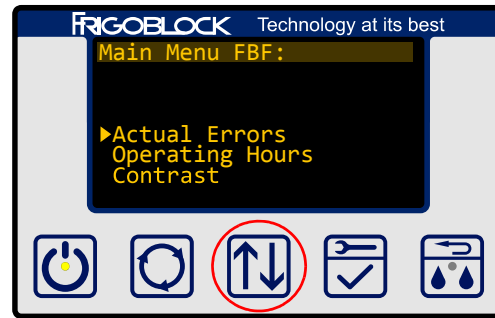 FRIGOBLOCK Technology at its best
Main Menu FBF:
Actual Errors
Operating Hours
Contrast